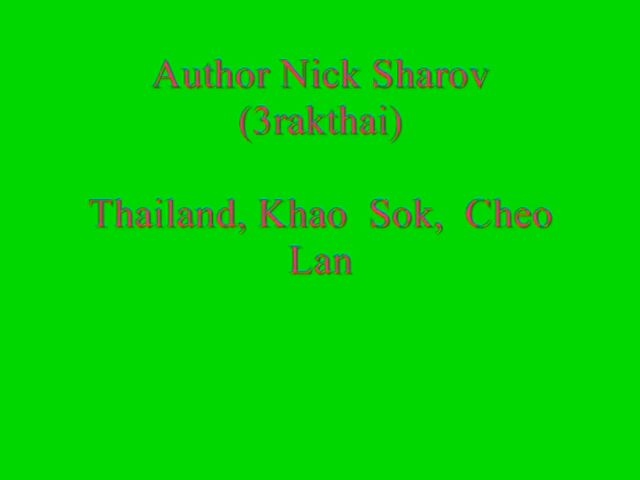 Author Nick Sharov
(3rakthai)
Thailand, Khao  Sok,  Cheo
Lan